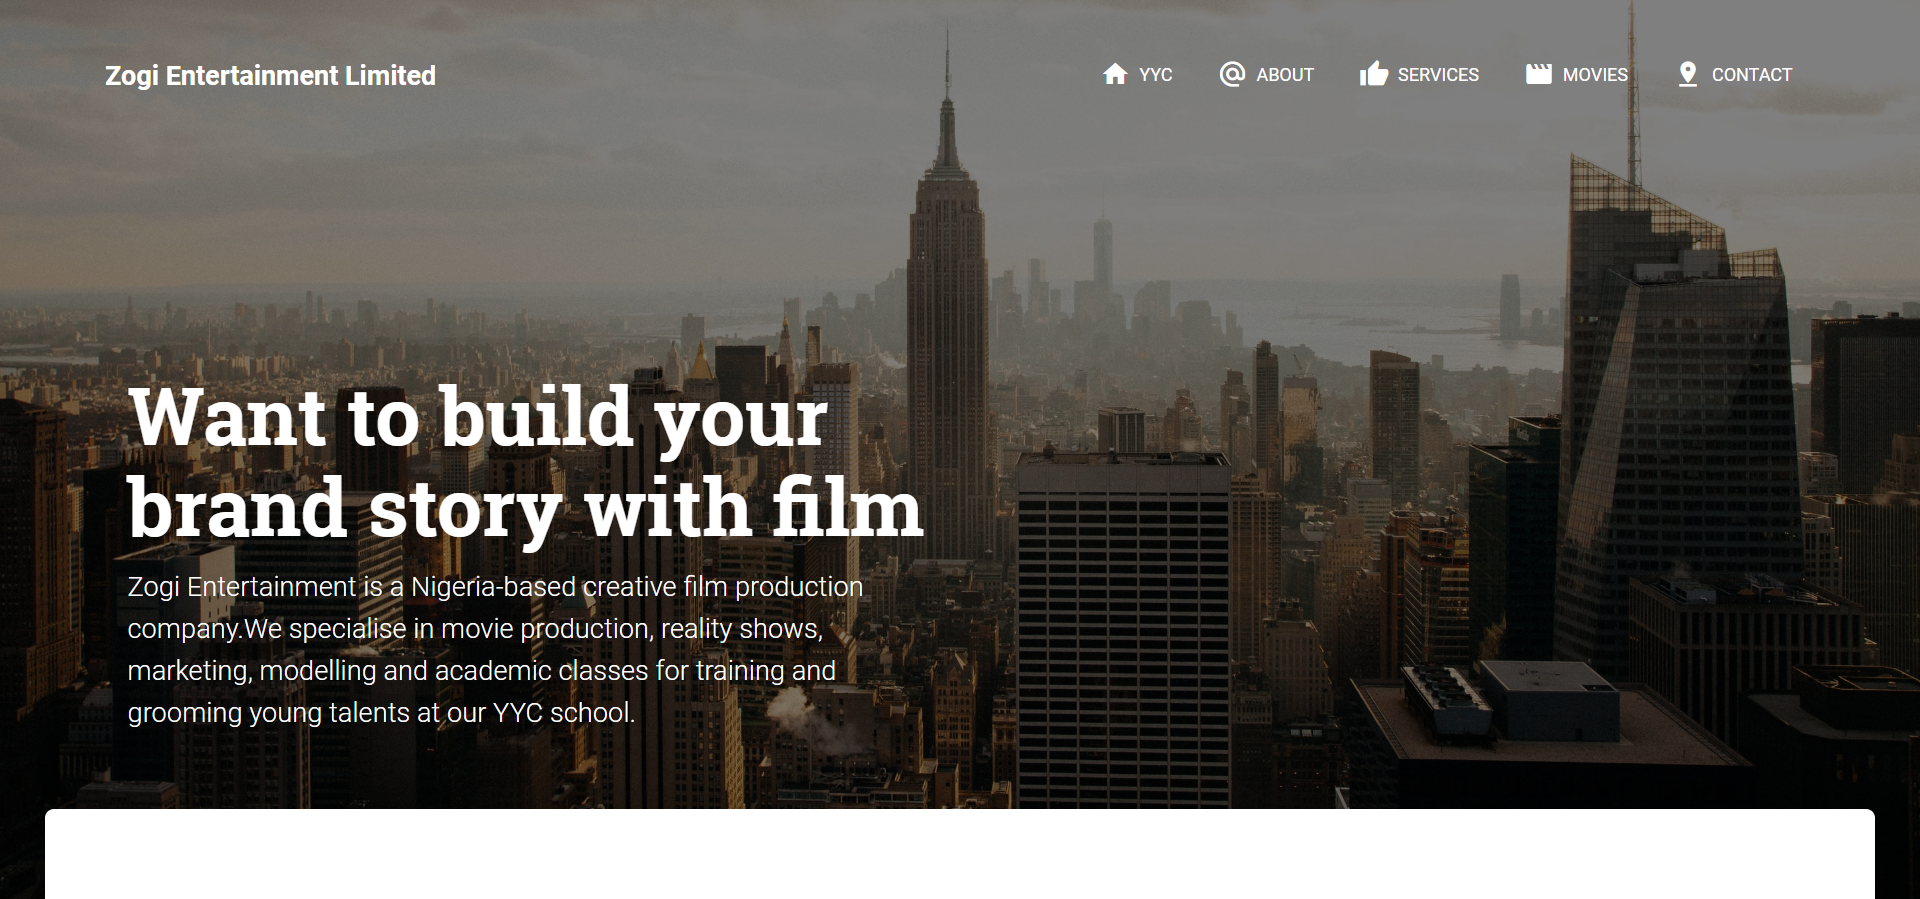 Zogi Entertainment Limited
YYC
ABOUT
SERVICES
MOVIES
CONTACT
Want to build your
brand story with film
Zogi Entertainment is a Nigeria-based creative film production
company.We specialise in movie production, reality shows,
marketing, modelling and academic classes for training and
grooming young talents at our YYC school.